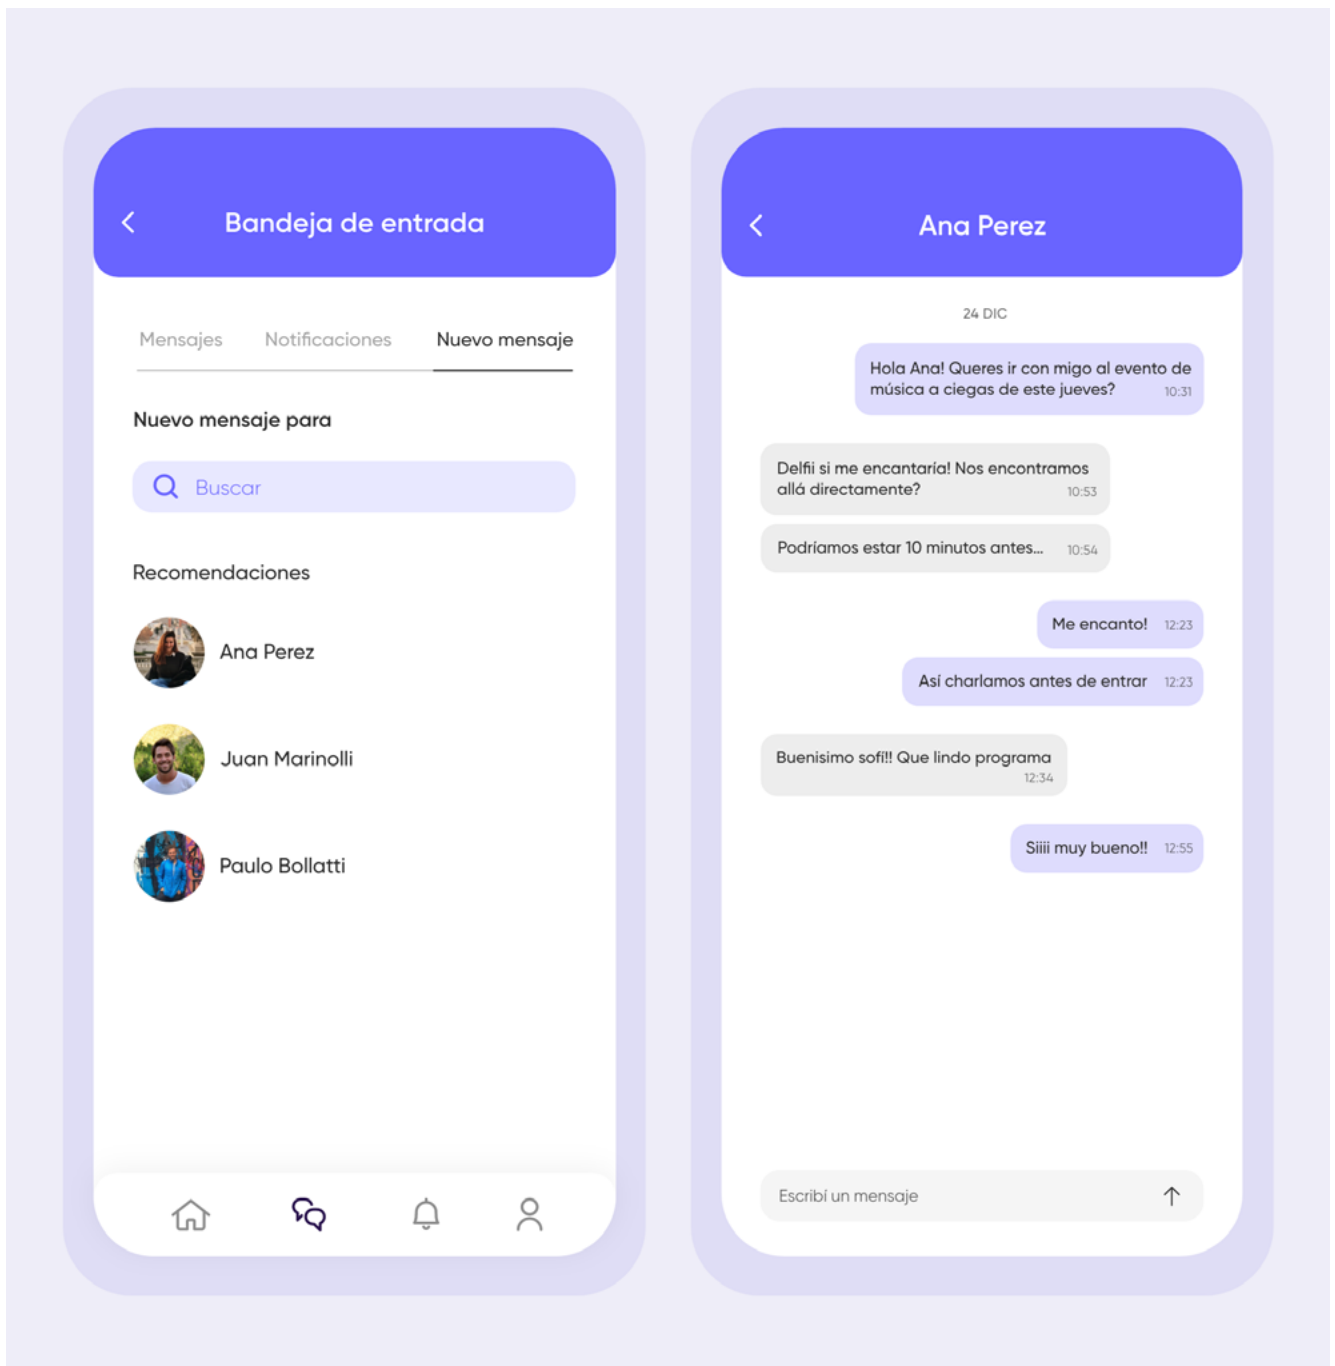 Bandeja de entrada
Mensajes Notificaciones Nuevo mensaje
Nuevo mensaje para
Buscar
Recomendaciones
Ana Perez
Juan Marinolli
Paulo Bollatti
Ana Perez
24 DIC
Hola Ana! Queres ir con migo al evento de
música a ciegas de este jueves? 10:31
Delfii si me encantaría! Nos encontramos
allá directamente? 10:53
Podríamos estar 10 minutos antes... 10:54
Me encanto! 12:23
Así charlamos antes de entrar 12:23
Buenisimo sofi!! Que lindo programa
12:34
Siiii muy bueno!! 12:55
Escribí un mensaje